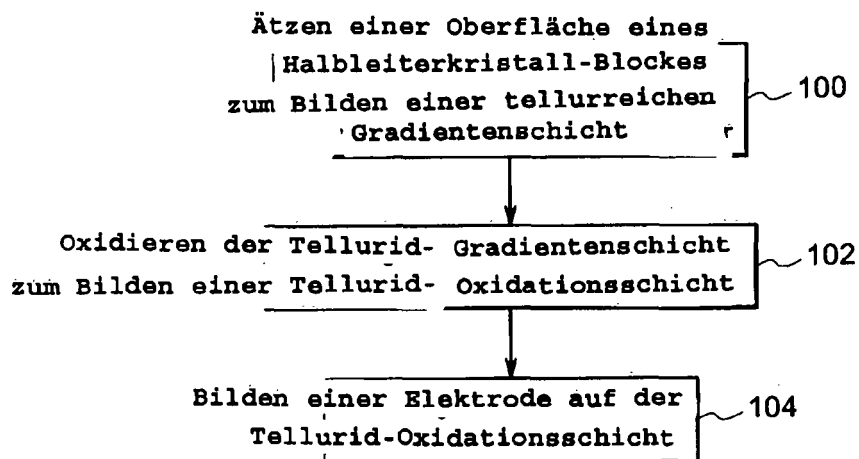 Ätzen einer Oberfläche eines
Halbleiterkristall-Blockes
zum Bilden einer tellurreichen
Gradientenschicht
100
Oxidieren der Tellurid- Gradientenschicht
zum Bilden einer Tellurid- Oxidationsschicht
102
Bilden einer Elektrode auf der
Tellurid-Oxidationsschicht
104